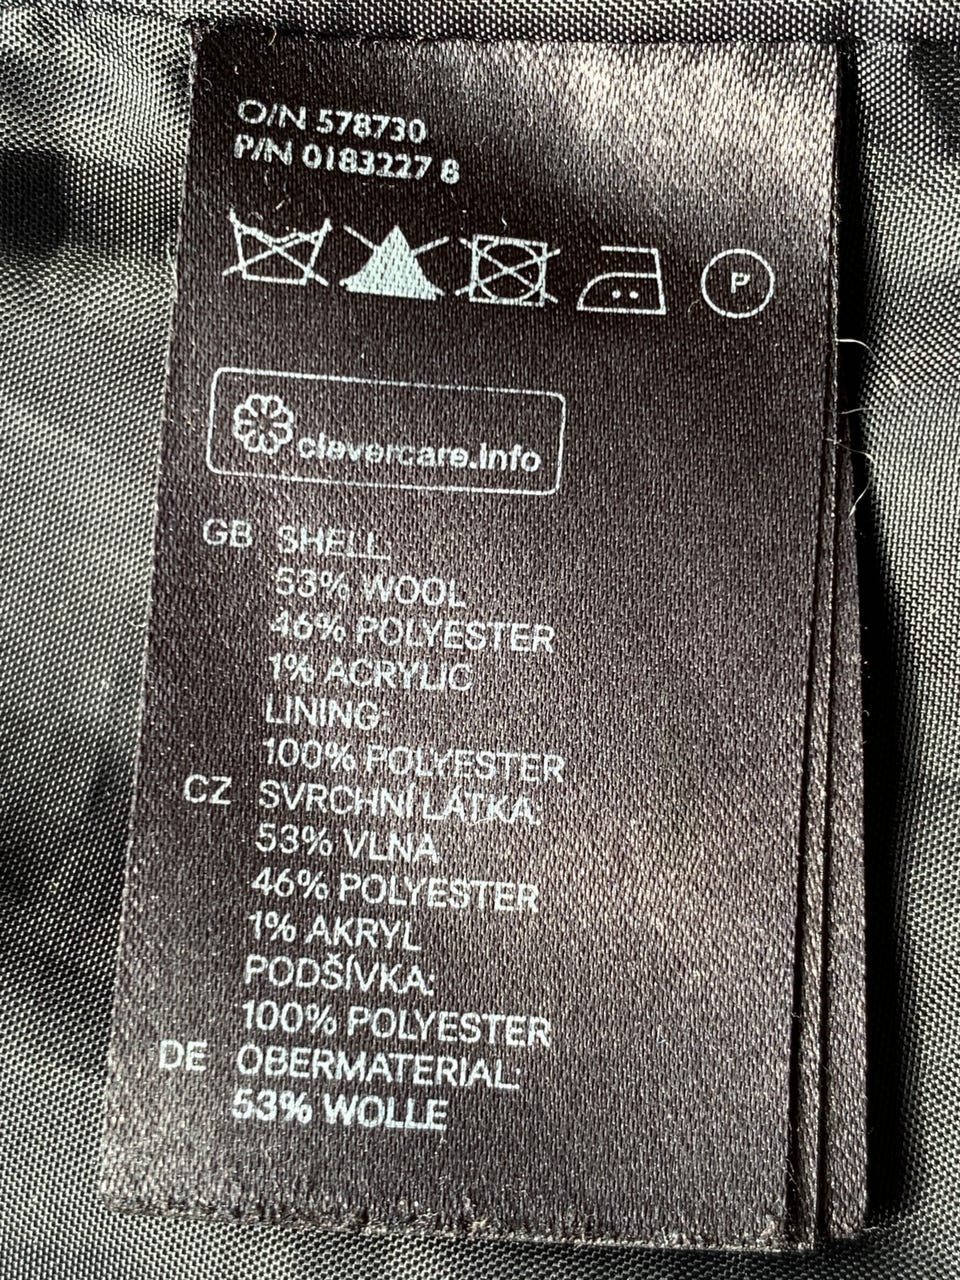 O/N 578730
P/N 0183227 8
P
clevercare.info
GB SHELL:
53% WOOL
46% POLYESTER
1% ACRYLIC
LINING:
100% POLYESTER
CZ SVRCHNÍ LÁTKA:
53% VLNA
46% POLYESTER
1% AKRYL
PODŠÍVKA:
100% POLYESTER
DE OBERMATERIAL:
53% WOLLE